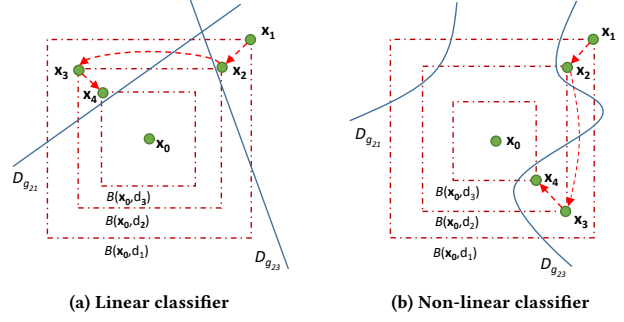 x₁
x₃
x₂
x₄
x₀
D_{g₂₁}
B(x₀,d₃)
B(x₀,d₂)
B(x₀,d₁)
D_{g₂₃}
(a) Linear classifier
x₁
x₂
D_{g₂₁}
x₀
x₄
B(x₀,d₃)
x₃
B(x₀,d₂)
B(x₀,d₁)
D_{g₂₃}
(b) Non-linear classifier